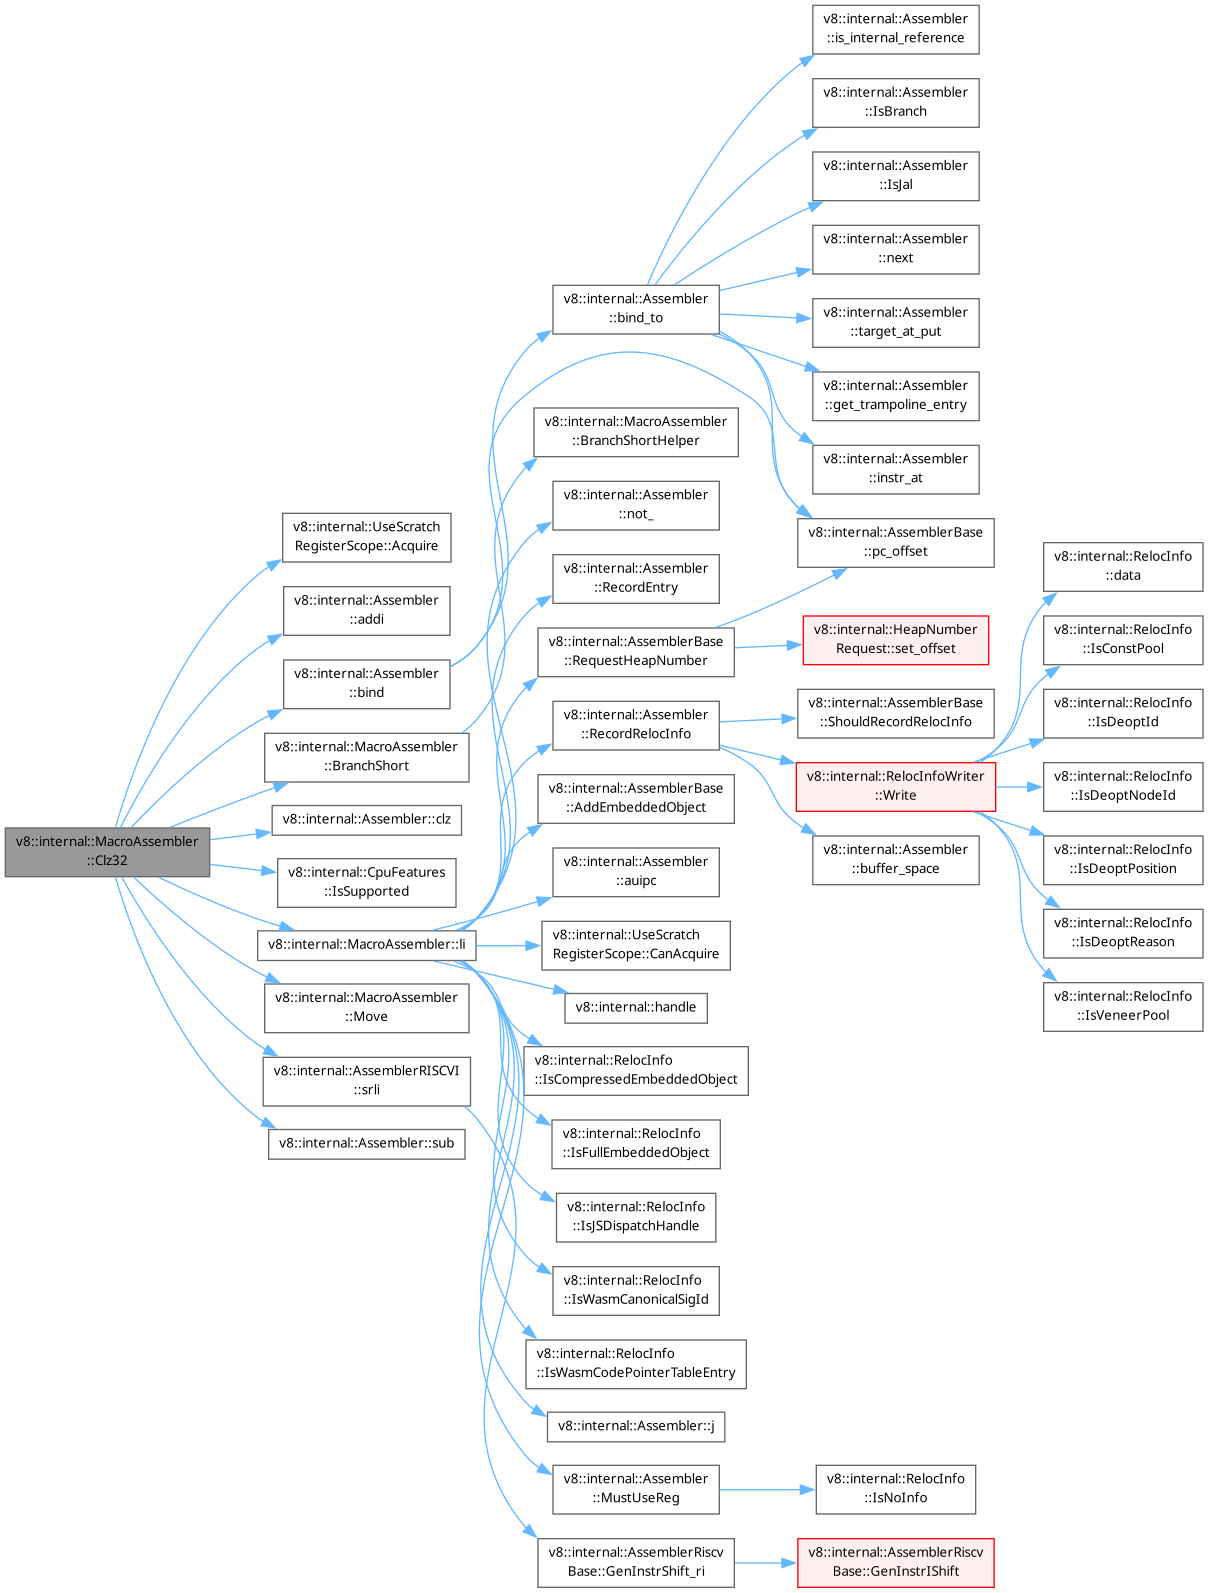 v8::internal::MacroAssembler
::Clz32
v8::internal::UseScratch
RegisterScope::Acquire
v8::internal::Assembler
::addi
v8::internal::Assembler
::bind
v8::internal::MacroAssembler
::BranchShort
v8::internal::Assembler::clz
v8::internal::CpuFeatures
::IsSupported
v8::internal::MacroAssembler::li
v8::internal::MacroAssembler
::Move
v8::internal::AssemblerRISCVI
::srli
v8::internal::Assembler::sub
v8::internal::Assembler
::bind_to
v8::internal::MacroAssembler
::BranchShortHelper
v8::internal::Assembler
::not_
v8::internal::Assembler
::RecordEntry
v8::internal::AssemblerBase
::RequestHeapNumber
v8::internal::Assembler
::RecordRelocInfo
v8::internal::AssemblerBase
::AddEmbeddedObject
v8::internal::Assembler
::auipc
v8::internal::UseScratch
RegisterScope::CanAcquire
v8::internal::handle
v8::internal::RelocInfo
::IsCompressedEmbeddedObject
v8::internal::RelocInfo
::IsFullEmbeddedObject
v8::internal::RelocInfo
::IsJSDispatchHandle
v8::internal::RelocInfo
::IsWasmCanonicalSigId
v8::internal::RelocInfo
::IsWasmCodePointerTableEntry
v8::internal::Assembler::j
v8::internal::Assembler
::MustUseReg
v8::internal::AssemblerRiscv
Base::GenInstrShift_ri
v8::internal::Assembler
::is_internal_reference
v8::internal::Assembler
::IsBranch
v8::internal::Assembler
::IsJal
v8::internal::Assembler
::next
v8::internal::Assembler
::target_at_put
v8::internal::Assembler
::get_trampoline_entry
v8::internal::Assembler
::instr_at
v8::internal::AssemblerBase
::pc_offset
v8::internal::HeapNumber
Request::set_offset
v8::internal::AssemblerBase
::ShouldRecordRelocInfo
v8::internal::RelocInfoWriter
::Write
v8::internal::Assembler
::buffer_space
v8::internal::RelocInfo
::IsNoInfo
v8::internal::AssemblerRiscv
Base::GenInstrIShift
v8::internal::RelocInfo
::data
v8::internal::RelocInfo
::IsConstPool
v8::internal::RelocInfo
::IsDeoptId
v8::internal::RelocInfo
::IsDeoptNodeId
v8::internal::RelocInfo
::IsDeoptPosition
v8::internal::RelocInfo
::IsDeoptReason
v8::internal::RelocInfo
::IsVeneerPool